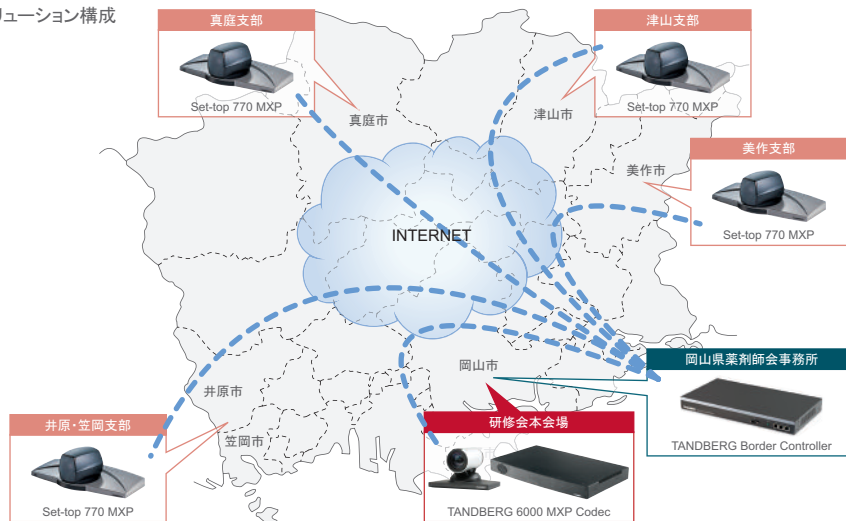 リューション構成
真庭支部
Set-top 770 MXP
真庭市
津山支部
Set-top 770 MXP
津山市
美作支部
Set-top 770 MXP
美作市
INTERNET
岡山県薬剤師会事務所
TANDBERG Border Controller
岡山市
研修会本会場
TANDBERG 6000 MXP Codec
井原市
井原・笠岡支部
笠岡市
Set-top 770 MXP